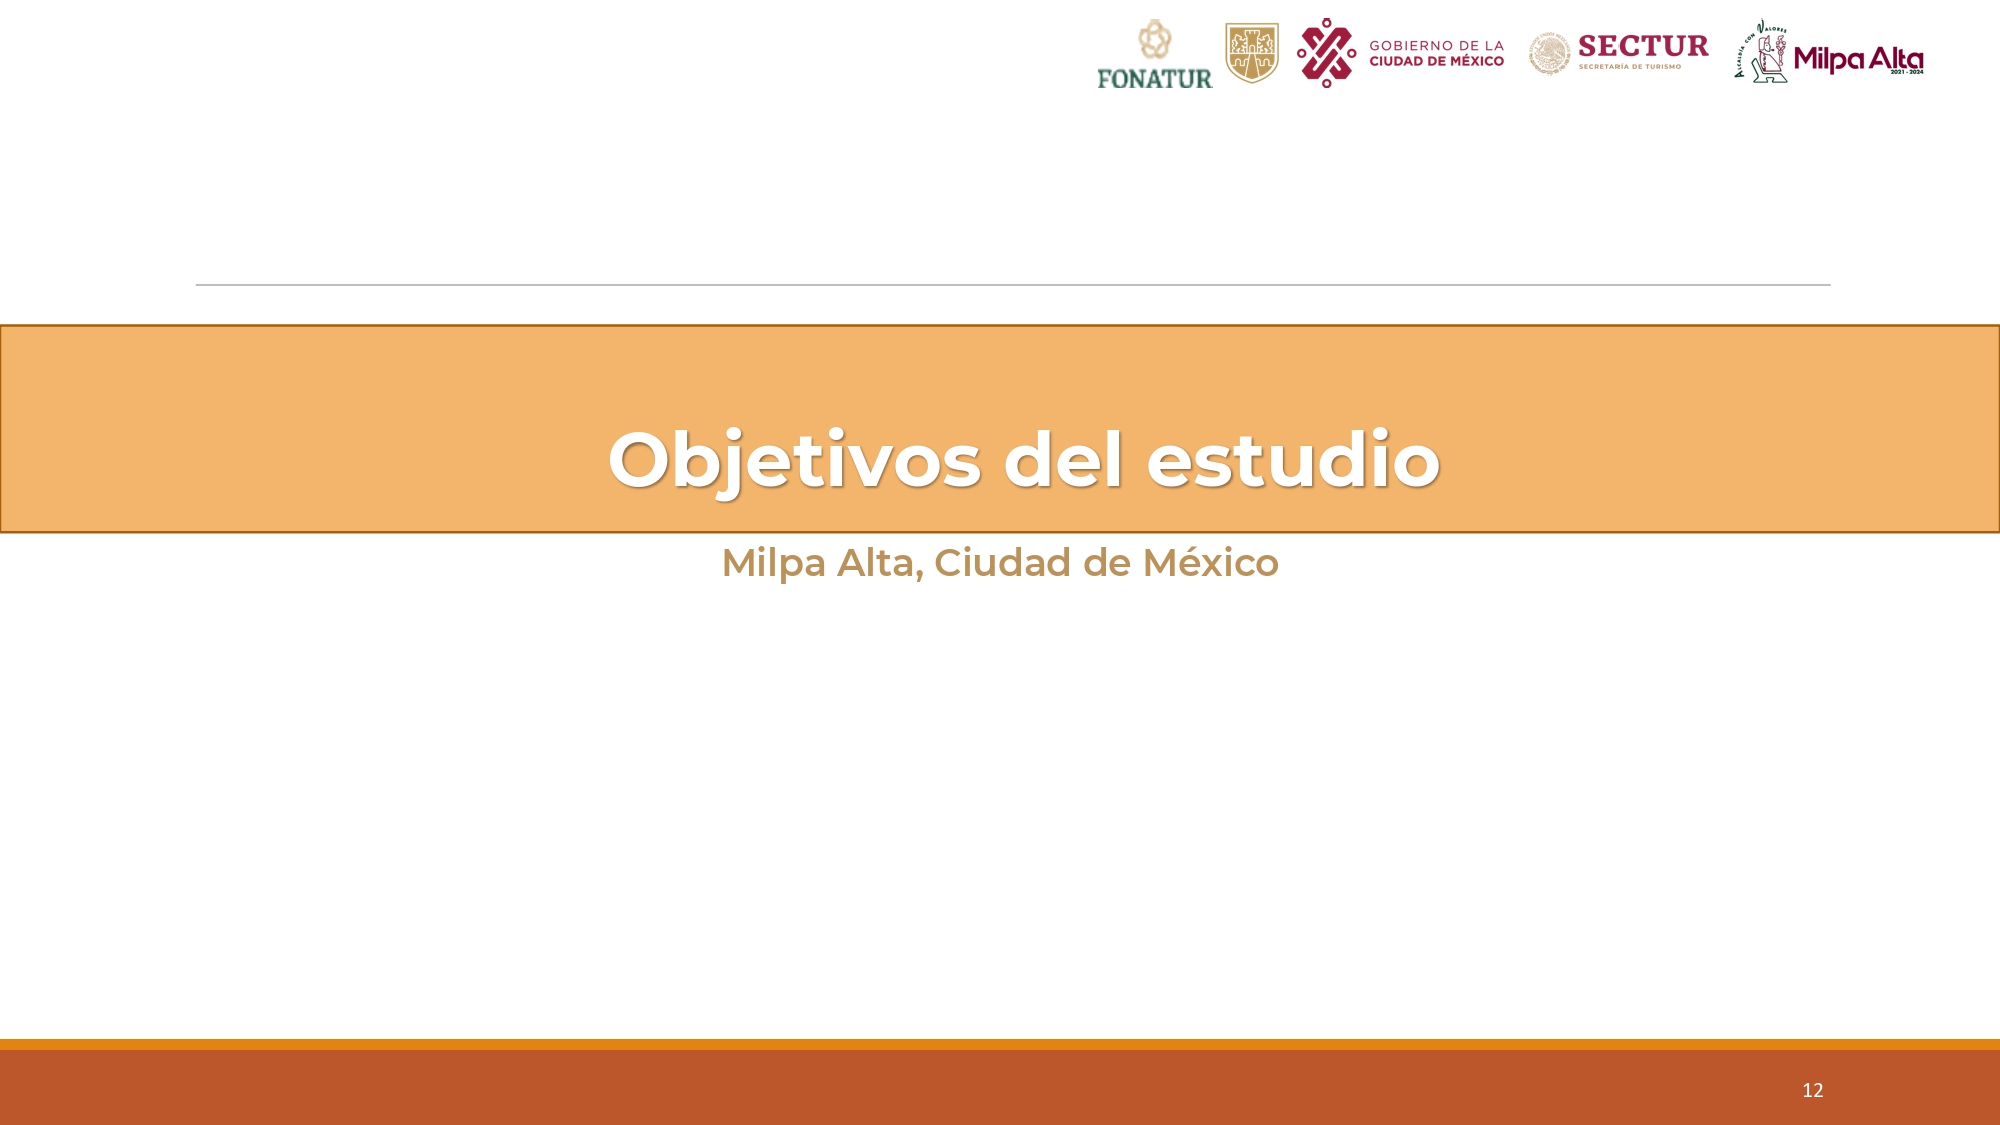 FONATUR
GOBIERNO DE LA
CIUDAD DE MÉXICO
SECTUR
SECRETARÍA DE TURISMO
ALCALDÍA CON VALORES
Milpa Alta
2021 - 2024
Objetivos del estudio
Milpa Alta, Ciudad de México
12